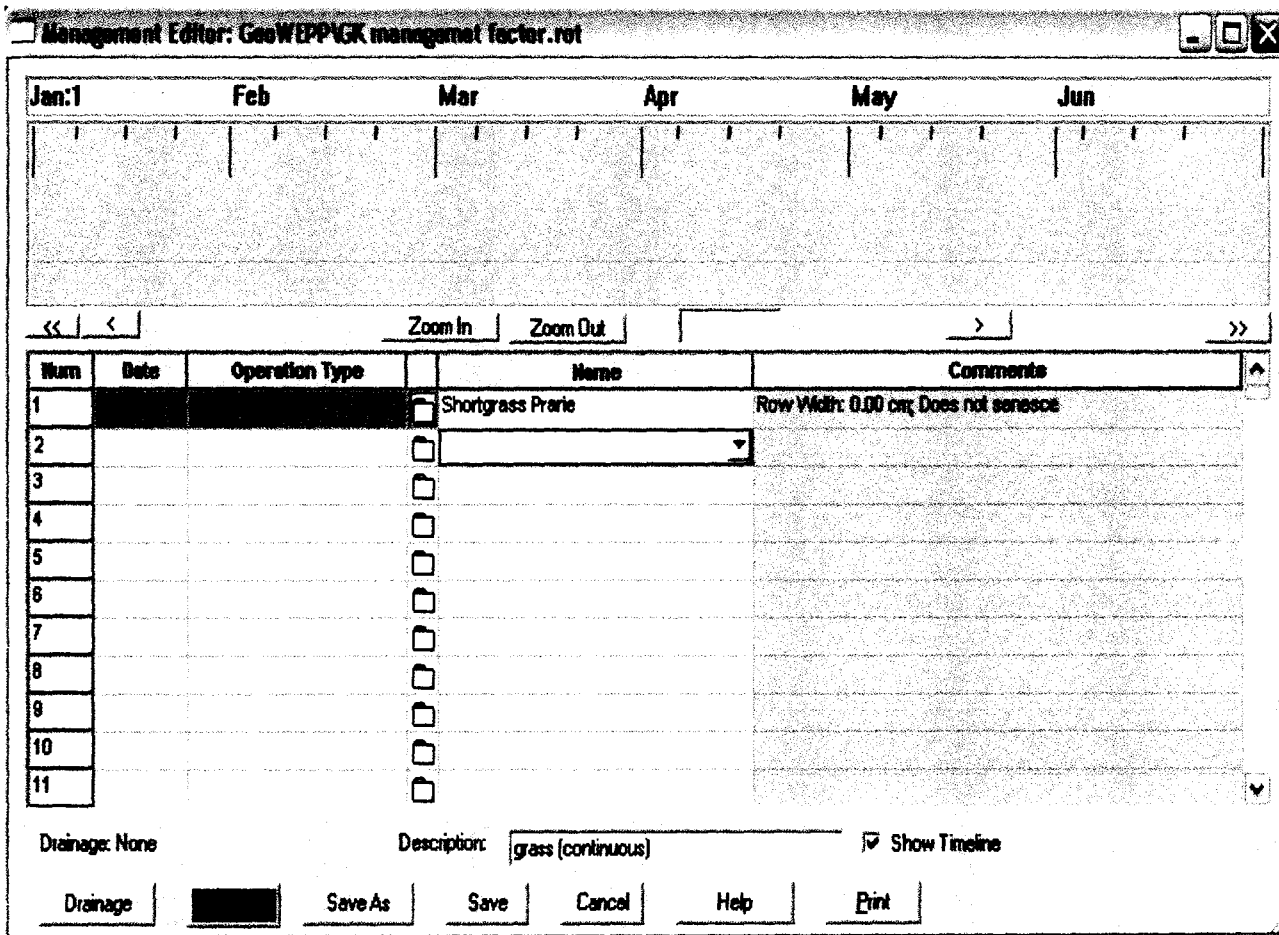 Management Editor: GeoWEPP\GK managemet factor.rot
Jan:1 Feb Mar Apr May Jun
<< < Zoom In Zoom Out > >>
Num Date Operation Type Name Comments
1 Shortgrass Prarie Row Width: 0.00 cm; Does not senesce
2
3
4
5
6
7
8
9
10
11
Drainage: None Description: grass (continuous) Show Timeline
Drainage Save As Save Cancel Help Print